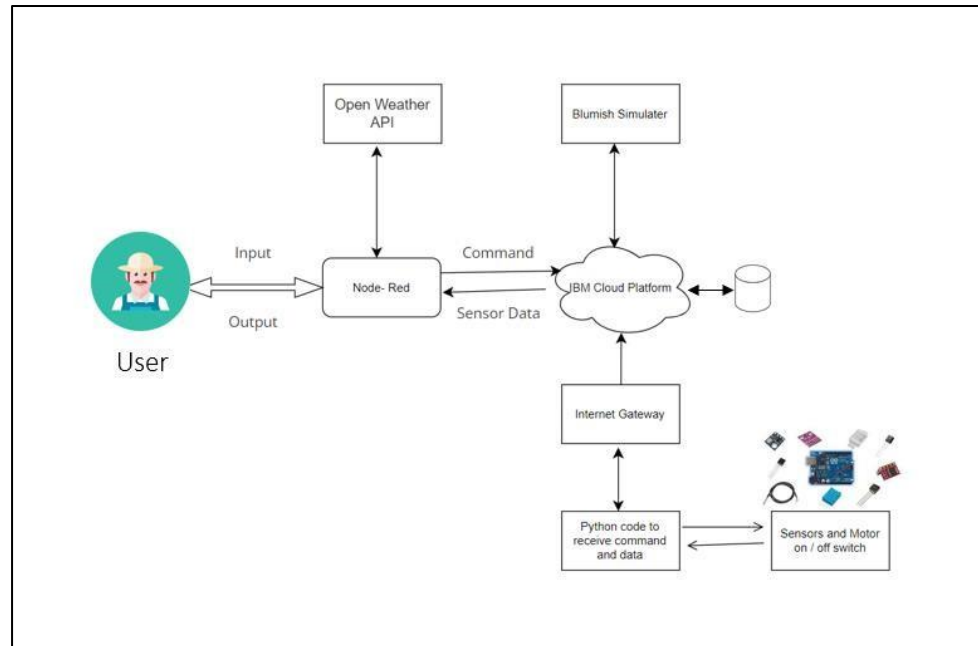 Open Weather
API
Blumish Simulater
Input
Command
Node- Red
IBM Cloud Platform
Output
Sensor Data
User
Internet Gateway
Python code to
receive command
and data
Sensors and Motor
on / off switch